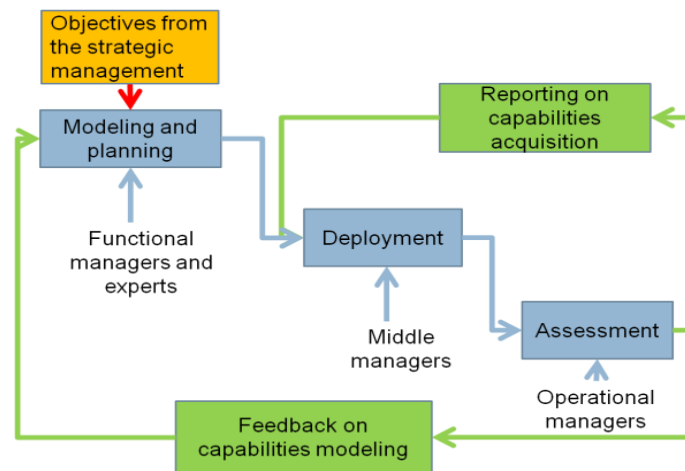 Objectives from
the strategic
management
Modeling and
planning
Reporting on
capabilities
acquisition
Functional
managers and
experts
Deployment
Middle
managers
Assessment
Operational
managers
Feedback on
capabilities modeling